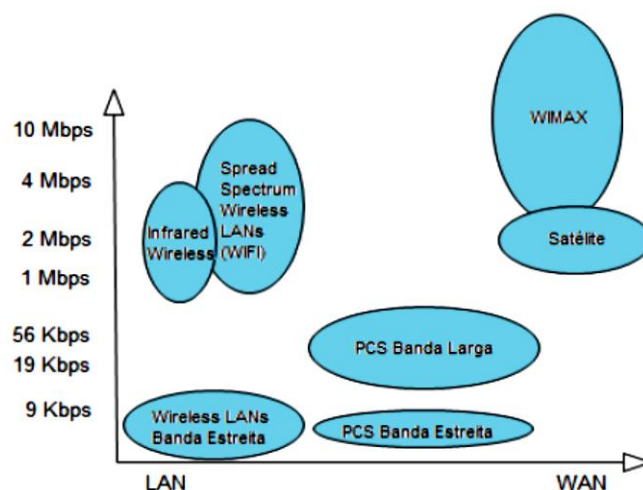 10 Mbps
4 Mbps
2 Mbps
1 Mbps
56 Kbps
19 Kbps
9 Kbps
WIMAX
Spread
Spectrum
Wireless
LANs
(WIFI)
Infrared
Wireless
Satélite
PCS Banda Larga
Wireless LANs
Banda Estreita
PCS Banda Estreita
LAN
WAN